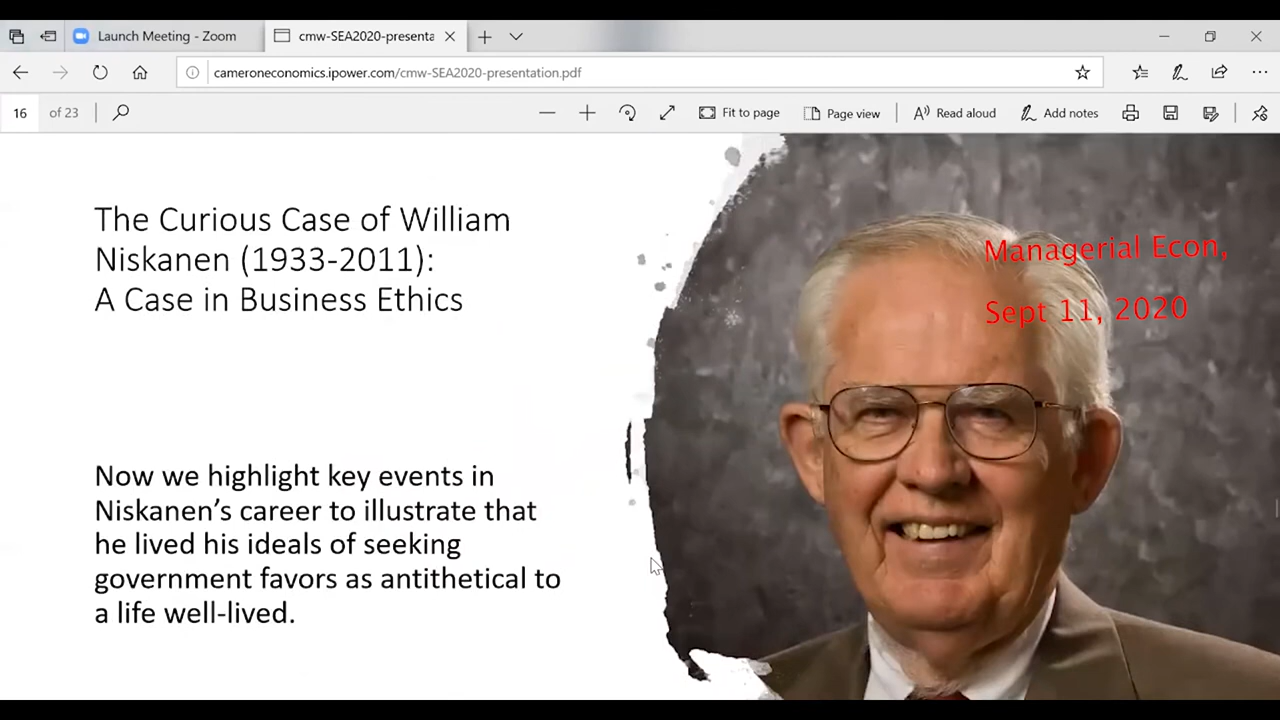 Launch Meeting - Zoom
cmw-SEA2020-presenta
cameroneconomics.ipower.com/cmw-SEA2020-presentation.pdf
16 of 23
Fit to page
Page view
Read aloud
Add notes
The Curious Case of William
Niskanen (1933-2011):
A Case in Business Ethics
Managerial Econ,
Sept 11, 2020
Now we highlight key events in
Niskanen’s career to illustrate that
he lived his ideals of seeking
government favors as antithetical to
a life well-lived.